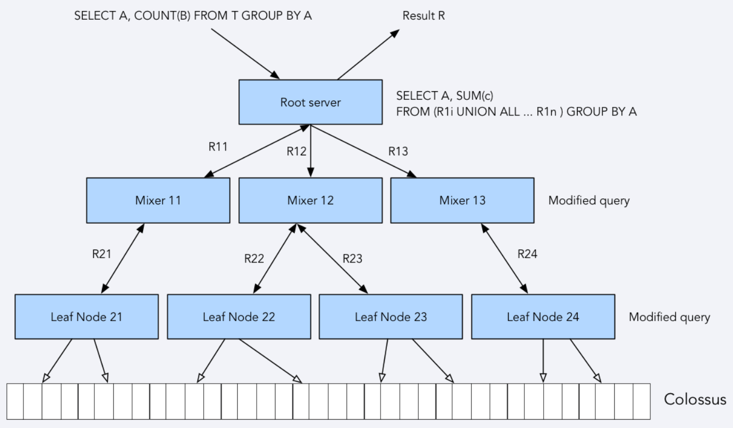 SELECT A, COUNT(B) FROM T GROUP BY A
Result R
Root server
SELECT A, SUM(c)
FROM (R1i UNION ALL ... R1n ) GROUP BY A
R11
R12
R13
Mixer 11
Mixer 12
Mixer 13
Modified query
R21
R22
R23
R24
Leaf Node 21
Leaf Node 22
Leaf Node 23
Leaf Node 24
Modified query
Colossus